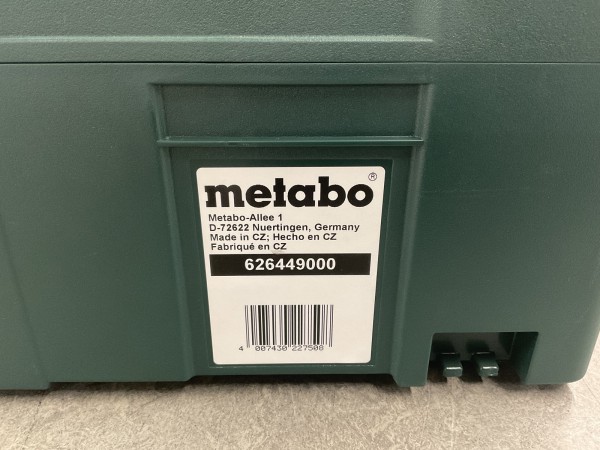 metabo®
Metabo-Allee 1
D-72622 Nuertingen, Germany
Made in CZ; Hecho en CZ
Fabriqué en CZ
626449000
4 007430 227508